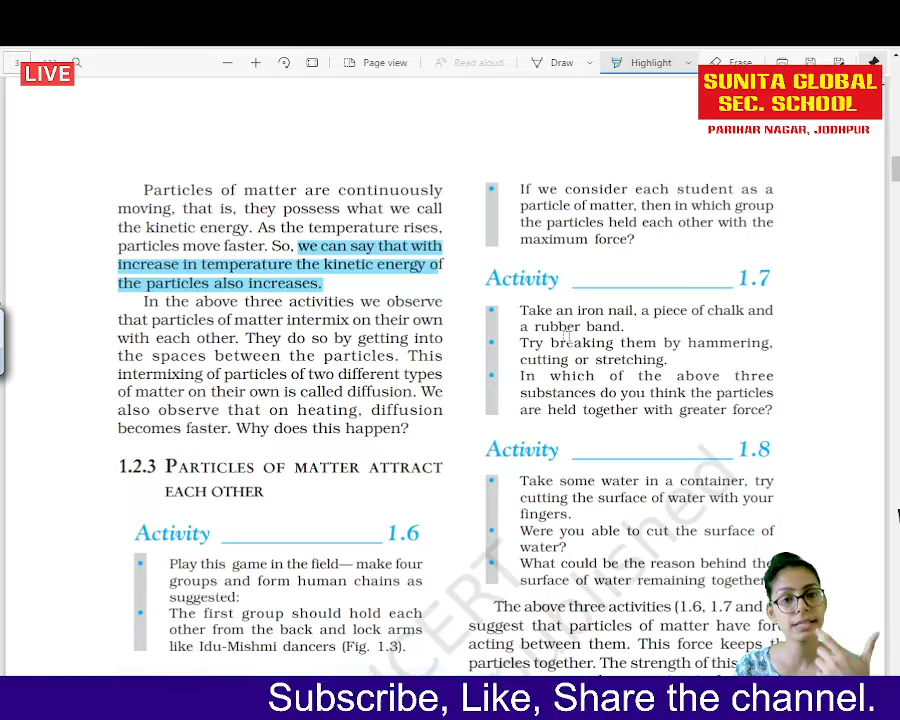 3
Page view
Read aloud
Draw
Highlight
Erase
LIVE
SUNITA GLOBAL
SEC. SCHOOL
PARIHAR NAGAR, JODHPUR
Particles of matter are continuously
moving, that is, they possess what we call
the kinetic energy. As the temperature rises,
particles move faster. So, we can say that with
increase in temperature the kinetic energy of
the particles also increases.
In the above three activities we observe
that particles of matter intermix on their own
with each other. They do so by getting into
the spaces between the particles. This
intermixing of particles of two different types
of matter on their own is called diffusion. We
also observe that on heating, diffusion
becomes faster. Why does this happen?
1.2.3 PARTICLES OF MATTER ATTRACT
EACH OTHER
Activity 1.6
• Play this game in the field— make four
groups and form human chains as
suggested:
• The first group should hold each
other from the back and lock arms
like Idu-Mishmi dancers (Fig. 1.3).
• If we consider each student as a
particle of matter, then in which group
the particles held each other with the
maximum force?
Activity 1.7
• Take an iron nail, a piece of chalk and
a rubber band.
• Try breaking them by hammering,
cutting or stretching.
• In which of the above three
substances do you think the particles
are held together with greater force?
Activity 1.8
• Take some water in a container, try
cutting the surface of water with your
fingers.
• Were you able to cut the surface of
water?
• What could be the reason behind the
surface of water remaining together
The above three activities (1.6, 1.7 and
suggest that particles of matter have
acting between them. This force keeps
particles together. The strength of this
Subscribe, Like, Share the channel.